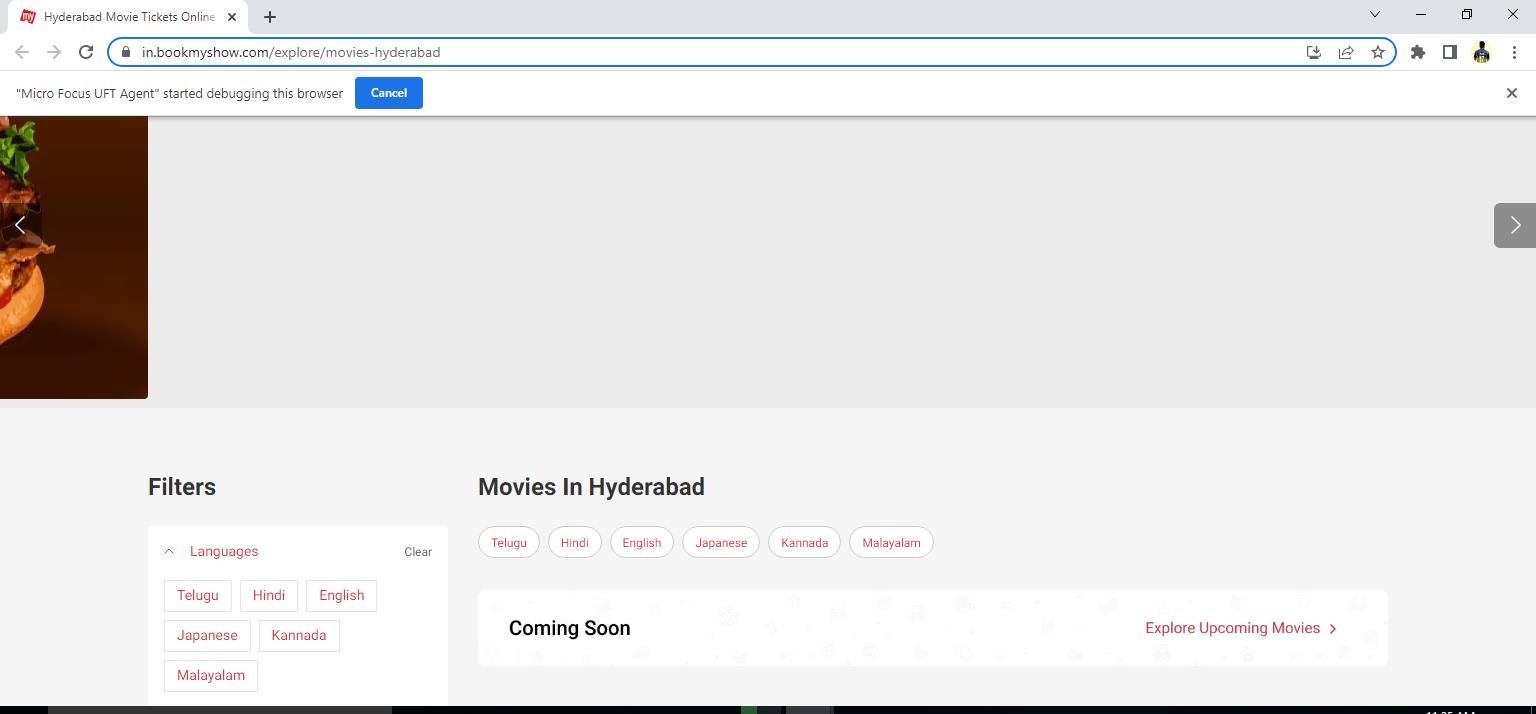 my Hyderabad Movie Tickets Online
in.bookmyshow.com/explore/movies-hyderabad
"Micro Focus UFT Agent" started debugging this browser Cancel
Filters
Languages Clear
Telugu Hindi English
Japanese Kannada
Malayalam
Movies In Hyderabad
Telugu Hindi English Japanese Kannada Malayalam
Coming Soon Explore Upcoming Movies